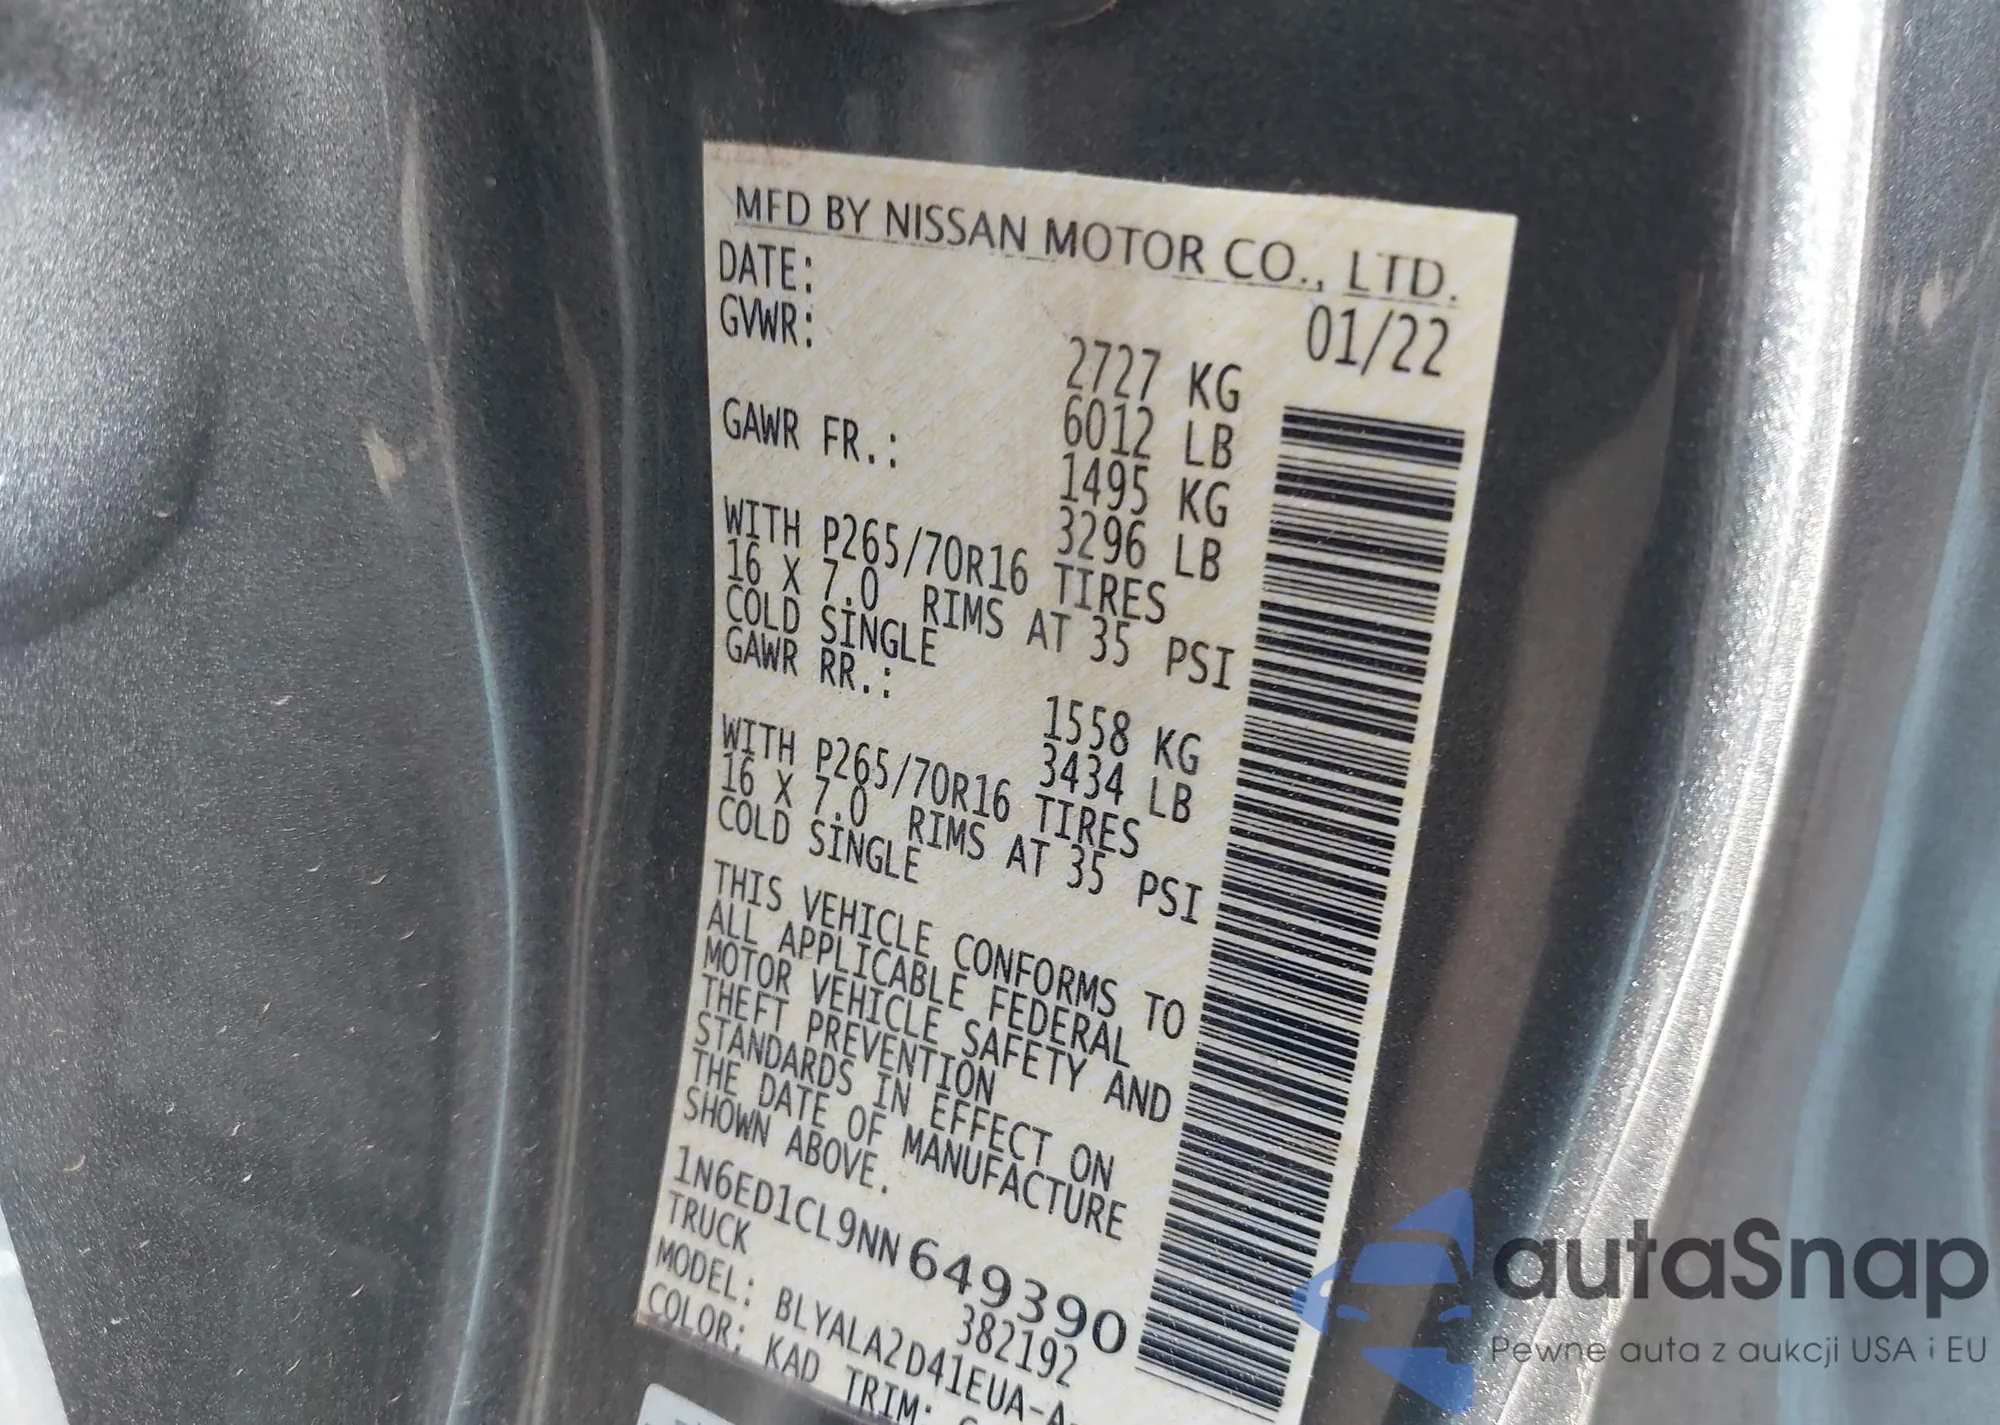 MFD BY NISSAN MOTOR CO., LTD.
DATE: 01/22
GVWR: 2727 KG
6012 LB
GAWR FR.: 1495 KG
3296 LB
WITH P265/70R16 TIRES
16 X 7.0 RIMS AT 35 PSI
COLD SINGLE
GAWR RR.: 1558 KG
3434 LB
WITH P265/70R16 TIRES
16 X 7.0 RIMS AT 35 PSI
COLD SINGLE
THIS VEHICLE CONFORMS TO
ALL APPLICABLE FEDERAL
MOTOR VEHICLE SAFETY AND
THEFT PREVENTION
STANDARDS IN EFFECT ON
THE DATE OF MANUFACTURE
SHOWN ABOVE.
1N6ED1CL9NN649390
TRUCK 382192
MODEL: BLYALA2D41EUA-A-
COLOR: KAD TRIM:
autaSnap
Pewne auta z aukcji USA i EU